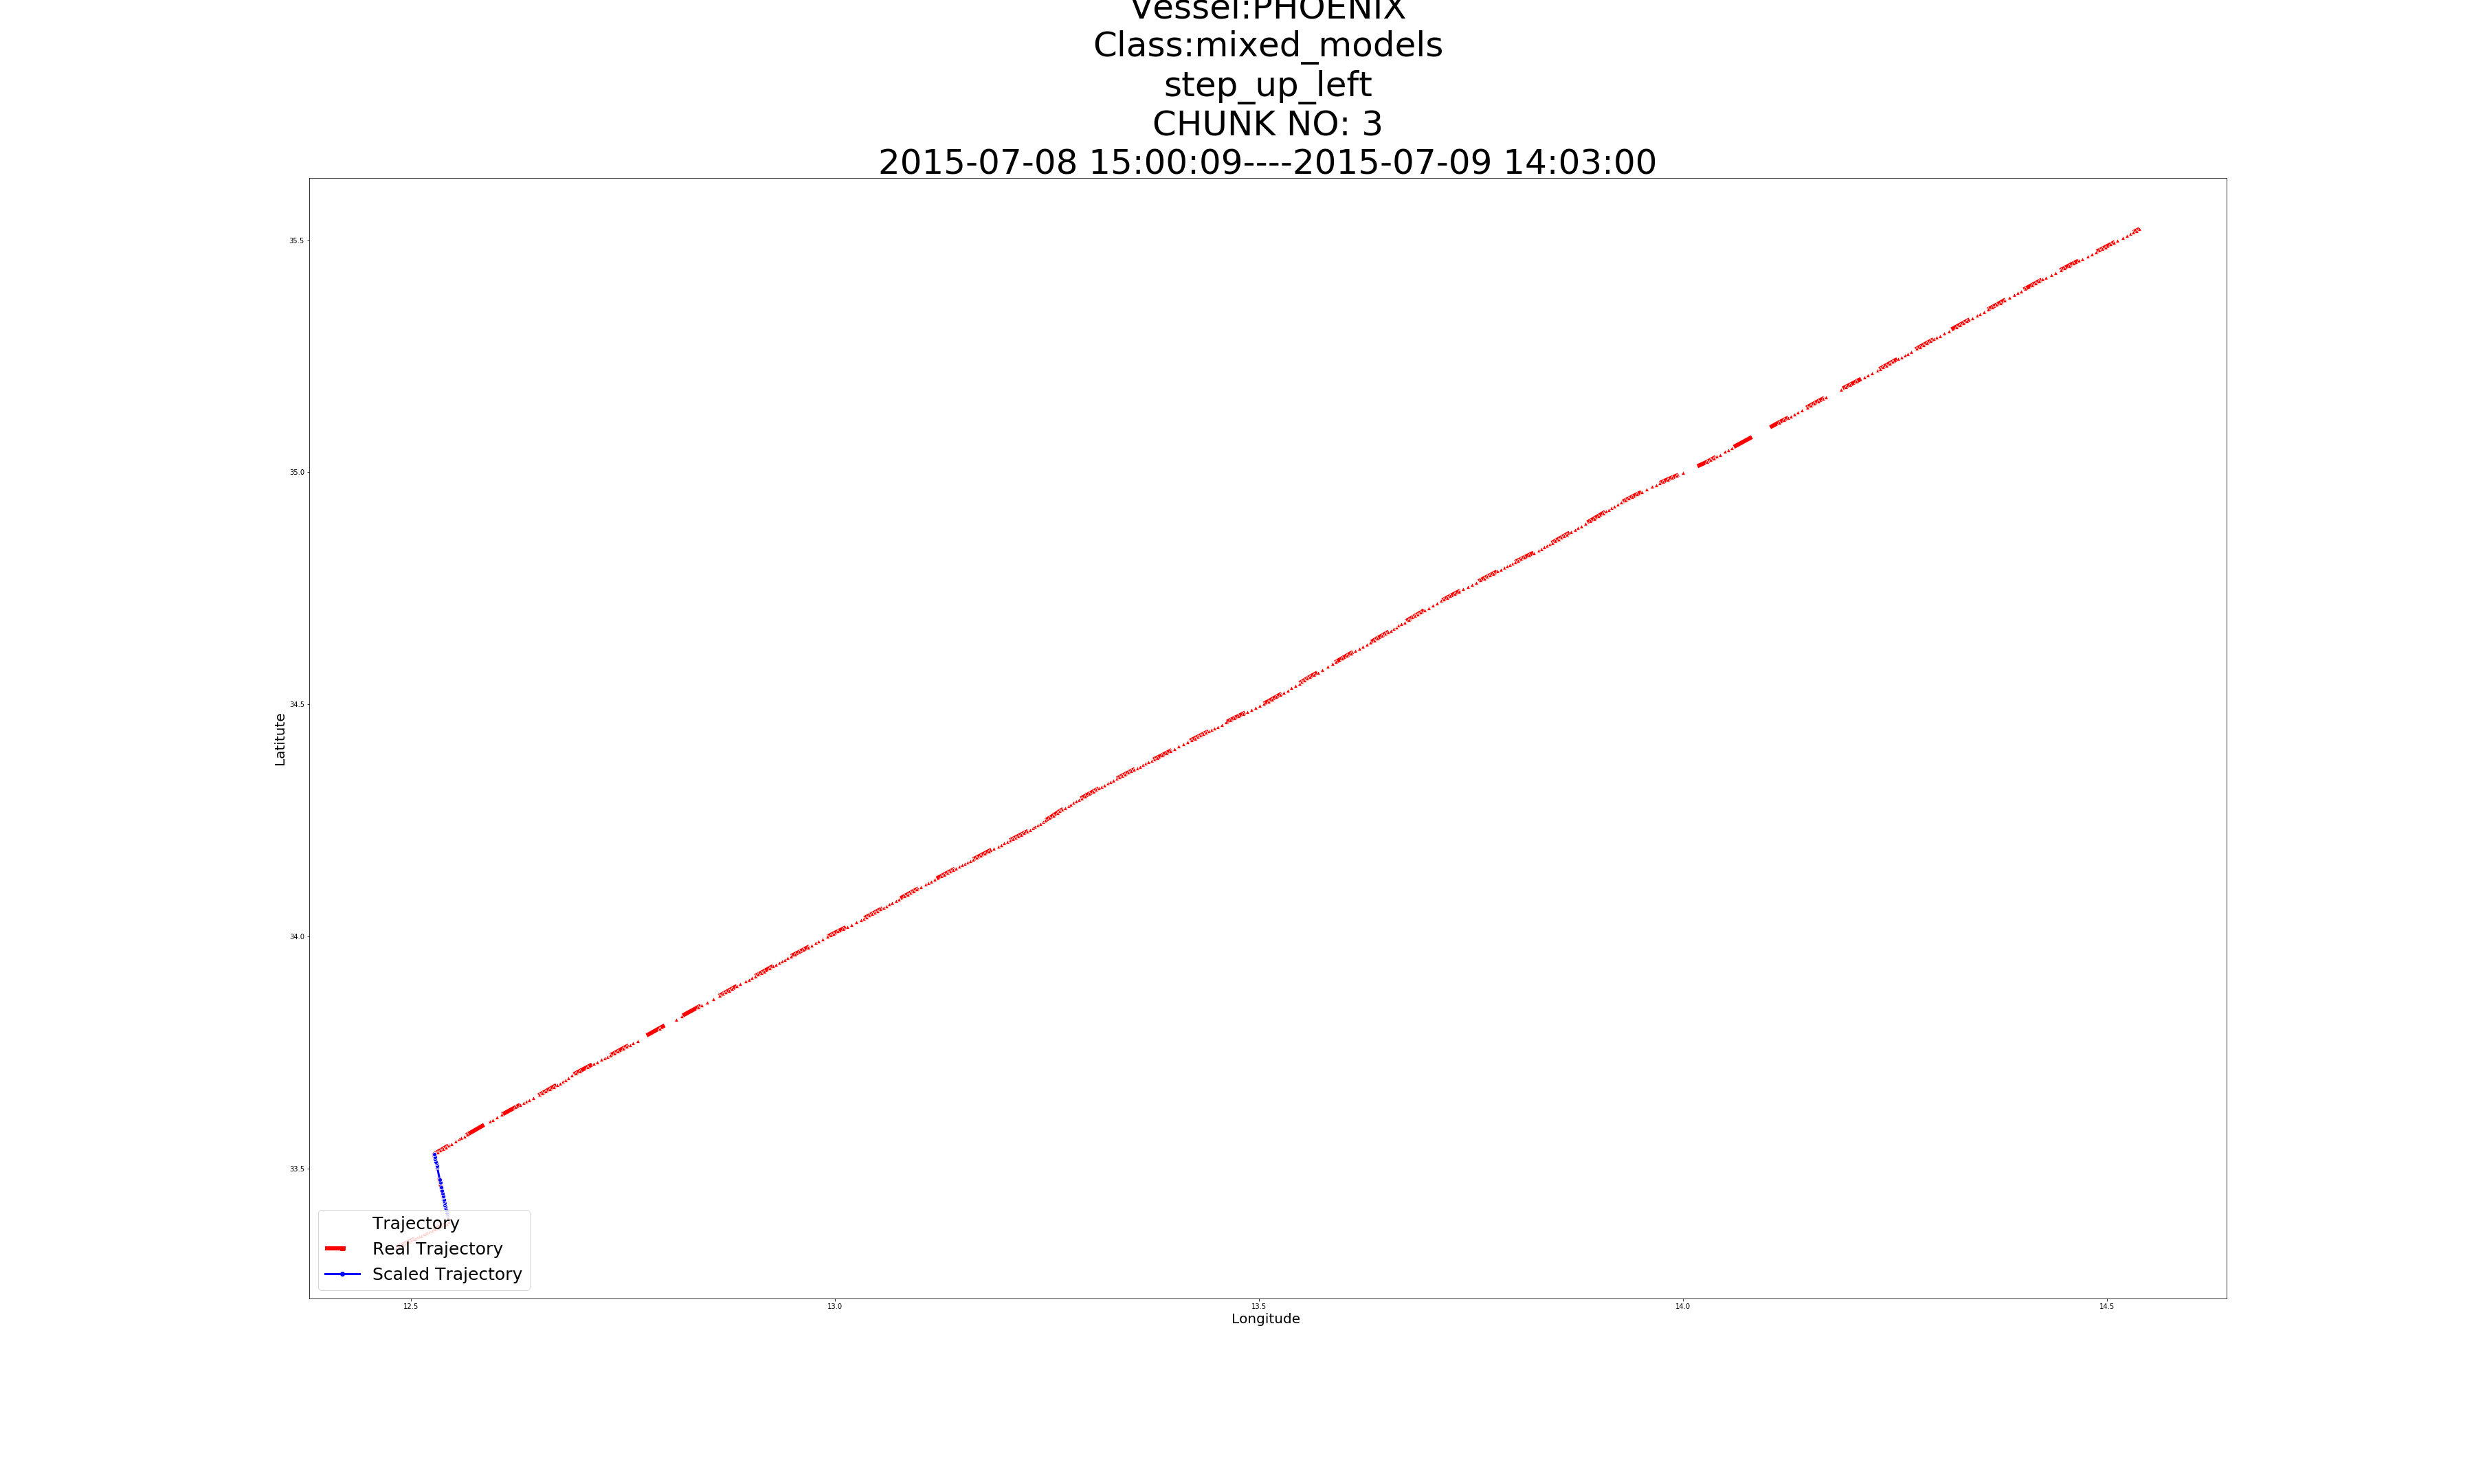 Vessel:PHOENIX
Class:mixed_models
step_up_left
CHUNK NO: 3
2015-07-08 15:00:09----2015-07-09 14:03:00
35.5
35.0
34.5
34.0
33.5
Latitute
Trajectory
Real Trajectory
Scaled Trajectory
12.5
13.0
13.5
14.0
14.5
Longitude